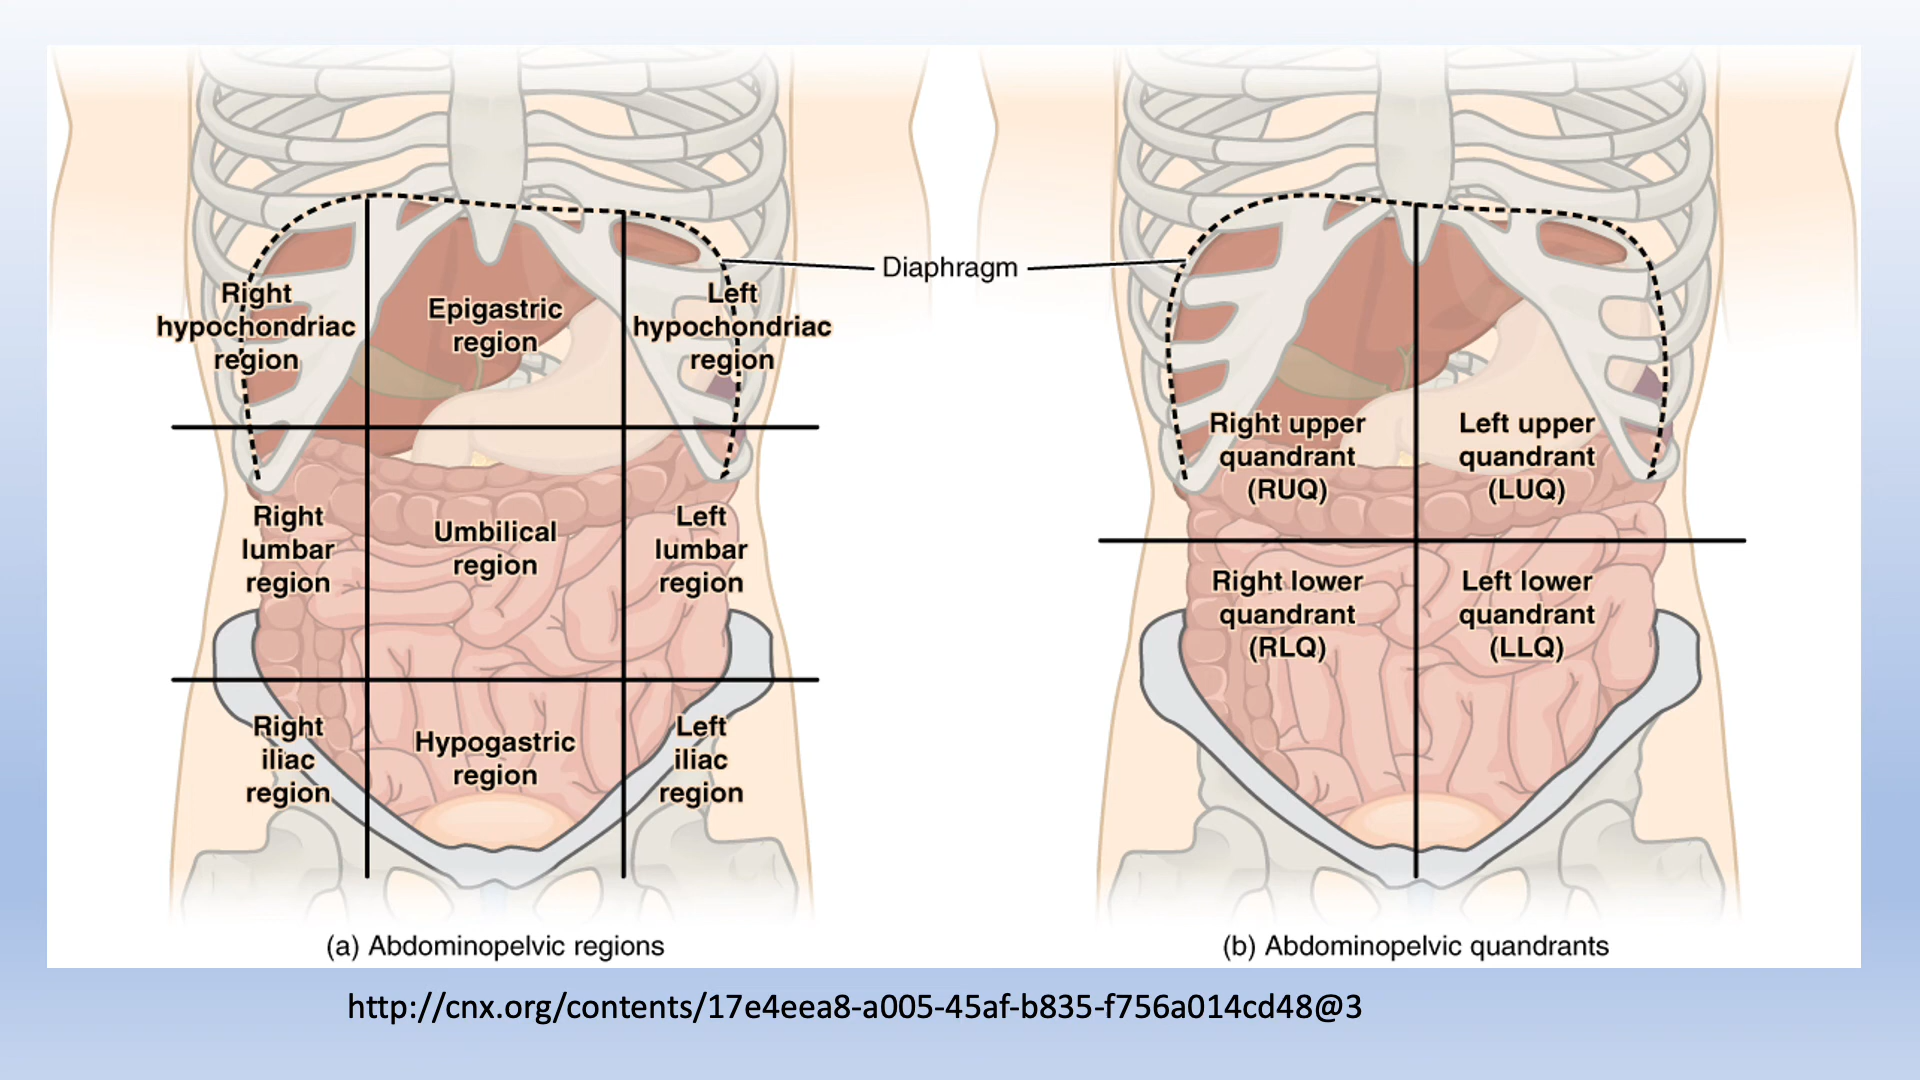 Diaphragm
Right
hypochondriac
region
Epigastric
region
Left
hypochondriac
region
Right
lumbar
region
Umbilical
region
Left
lumbar
region
Right
iliac
region
Hypogastric
region
Left
iliac
region
(a) Abdominopelvic regions
Right upper
quandrant
(RUQ)
Left upper
quandrant
(LUQ)
Right lower
quandrant
(RLQ)
Left lower
quandrant
(LLQ)
(b) Abdominopelvic quandrants
http://cnx.org/contents/17e4eea8-a005-45af-b835-f756a014cd48@3